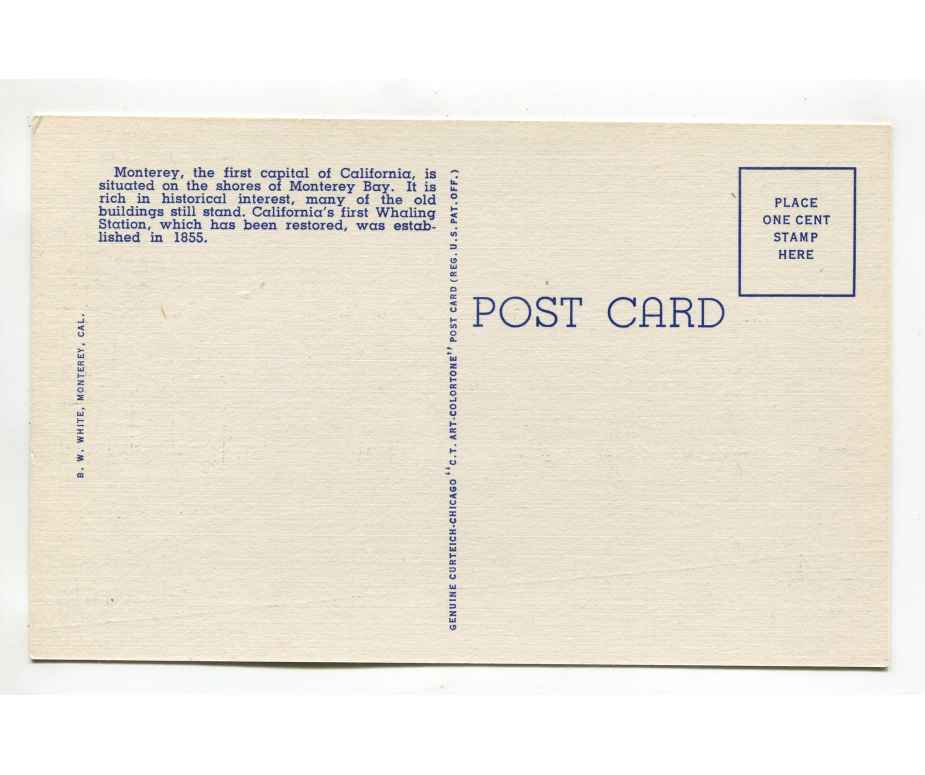 Monterey, the first capital of California, is
situated on the shores of Monterey Bay. It is
rich in historical interest, many of the old
buildings still stand. California's first Whaling
Station, which has been restored, was estab-
lished in 1855.
B. W. WHITE, MONTEREY, CAL.
GENUINE CURTEICH-CHICAGO "C.T. ART-COLORTONE" POST CARD (REG. U.S. PAT. OFF.)
POST CARD
PLACE
ONE CENT
STAMP
HERE